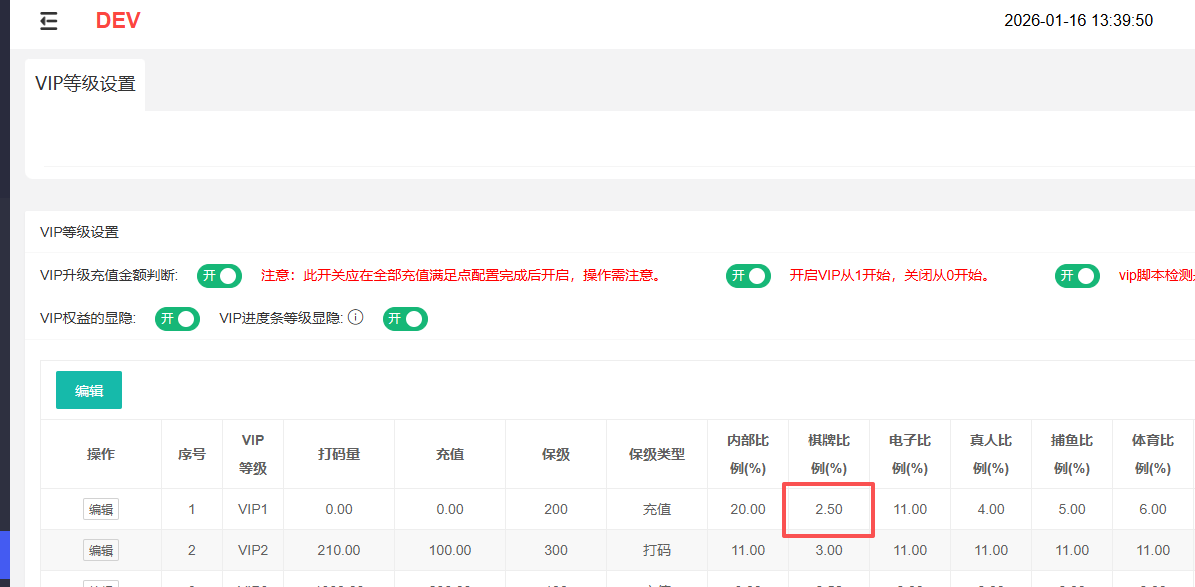 DEV
2026-01-16 13:39:50
VIP等级设置
VIP等级设置
VIP升级充值金额判断: 开 注意：此开关应在全部充值满足点配置完成后开启，操作需注意。 开 开启VIP从1开始，关闭从0开始。 开 vip脚本检测
VIP权益的显隐: 开 VIP进度条等级显隐: 开
编辑
操作 序号 VIP等级 打码量 充值 保级 保级类型 内部比例(%) 棋牌比例(%) 电子比例(%) 真人比例(%) 捕鱼比例(%) 体育比例(%)
编辑 1 VIP1 0.00 0.00 200 充值 20.00 2.50 11.00 4.00 5.00 6.00
编辑 2 VIP2 210.00 100.00 300 打码 11.00 3.00 11.00 11.00 11.00 11.00